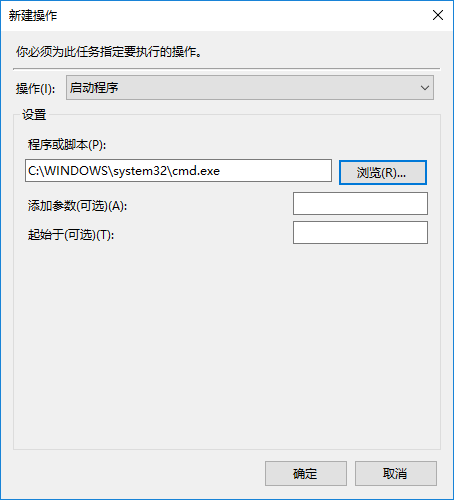 新建操作
你必须为此任务指定要执行的操作。
操作(I): 启动程序
设置
程序或脚本(P):
C:\WINDOWS\system32\cmd.exe 浏览(R)...
添加参数(可选)(A):
起始于(可选)(T):
确定 取消